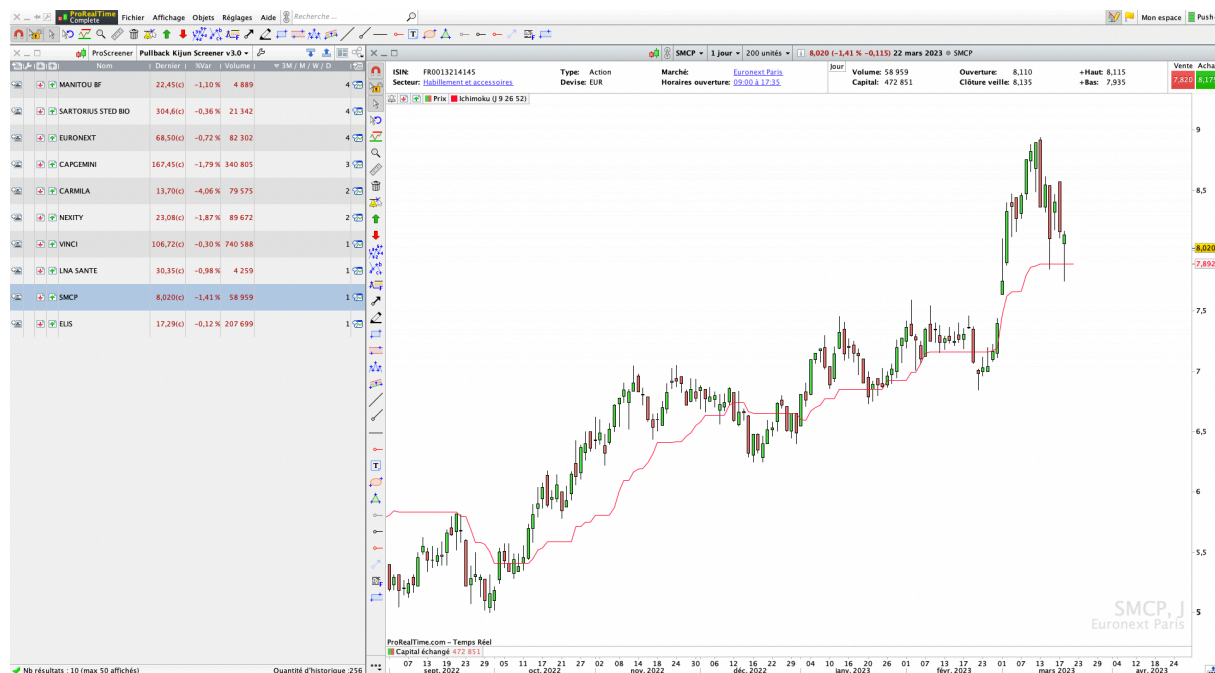 ProRealTime
Complete
Fichier Affichage Objets Réglages Aide Recherche ... Mon espace Push-
ProScreener Pullback Kijun Screener v3.0
Nom Dernier %Var Volume 3M / M / W / D
MANITOU BF 22,45(c) -1,10 % 4 889 4
SARTORIUS STED BIO 304,6(c) -0,36 % 21 342 4
EURONEXT 68,50(c) -0,72 % 82 302 4
CAPGEMINI 167,45(c) -1,79 % 340 805 3
CARMILA 13,70(c) -4,06 % 79 575 2
NEXITY 23,08(c) -1,87 % 89 672 2
VINCI 106,72(c) -0,30 % 740 588 1
LNA SANTE 30,35(c) -0,98 % 4 259 1
SMCP 8,020(c) -1,41 % 58 959 1
ELIS 17,29(c) -0,12 % 207 699 1
Nb résultats : 10 (max 50 affichés) Quantité d'historique :256
SMCP 1 jour 200 unités 8,020 (-1,41 % -0,115) 22 mars 2023 SMCP
ISIN: FR0013214145 Type: Action Marché: Euronext Paris
Secteur: Habillement et accessoires Devise: EUR Horaires ouverture: 09:00 à 17:35
Jour
Volume: 58 959 Ouverture: 8,110 +Haut: 8,115
Capital: 472 851 Clôture veille: 8,135 +Bas: 7,935
Vente Acha
7,820 8,175
Prix Ichimoku (J 9 26 52)
9
8,5
8,020
7,892
7,5
7
6,5
6
5,5
5
SMCP, J
Euronext Paris
ProRealTime.com - Temps Réel
Capital échangé 472 851
07 13 19 23 29 05 11 17 21 27 02 08 14 18 24 30 06 12 16 22 29 04 10 16 20 26 01 07 13 17 23 01 07 13 17 23 29 04 12 18 24
sept. 2022 oct. 2022 nov. 2022 déc. 2022 janv. 2023 févr. 2023 mars 2023 avr. 2023